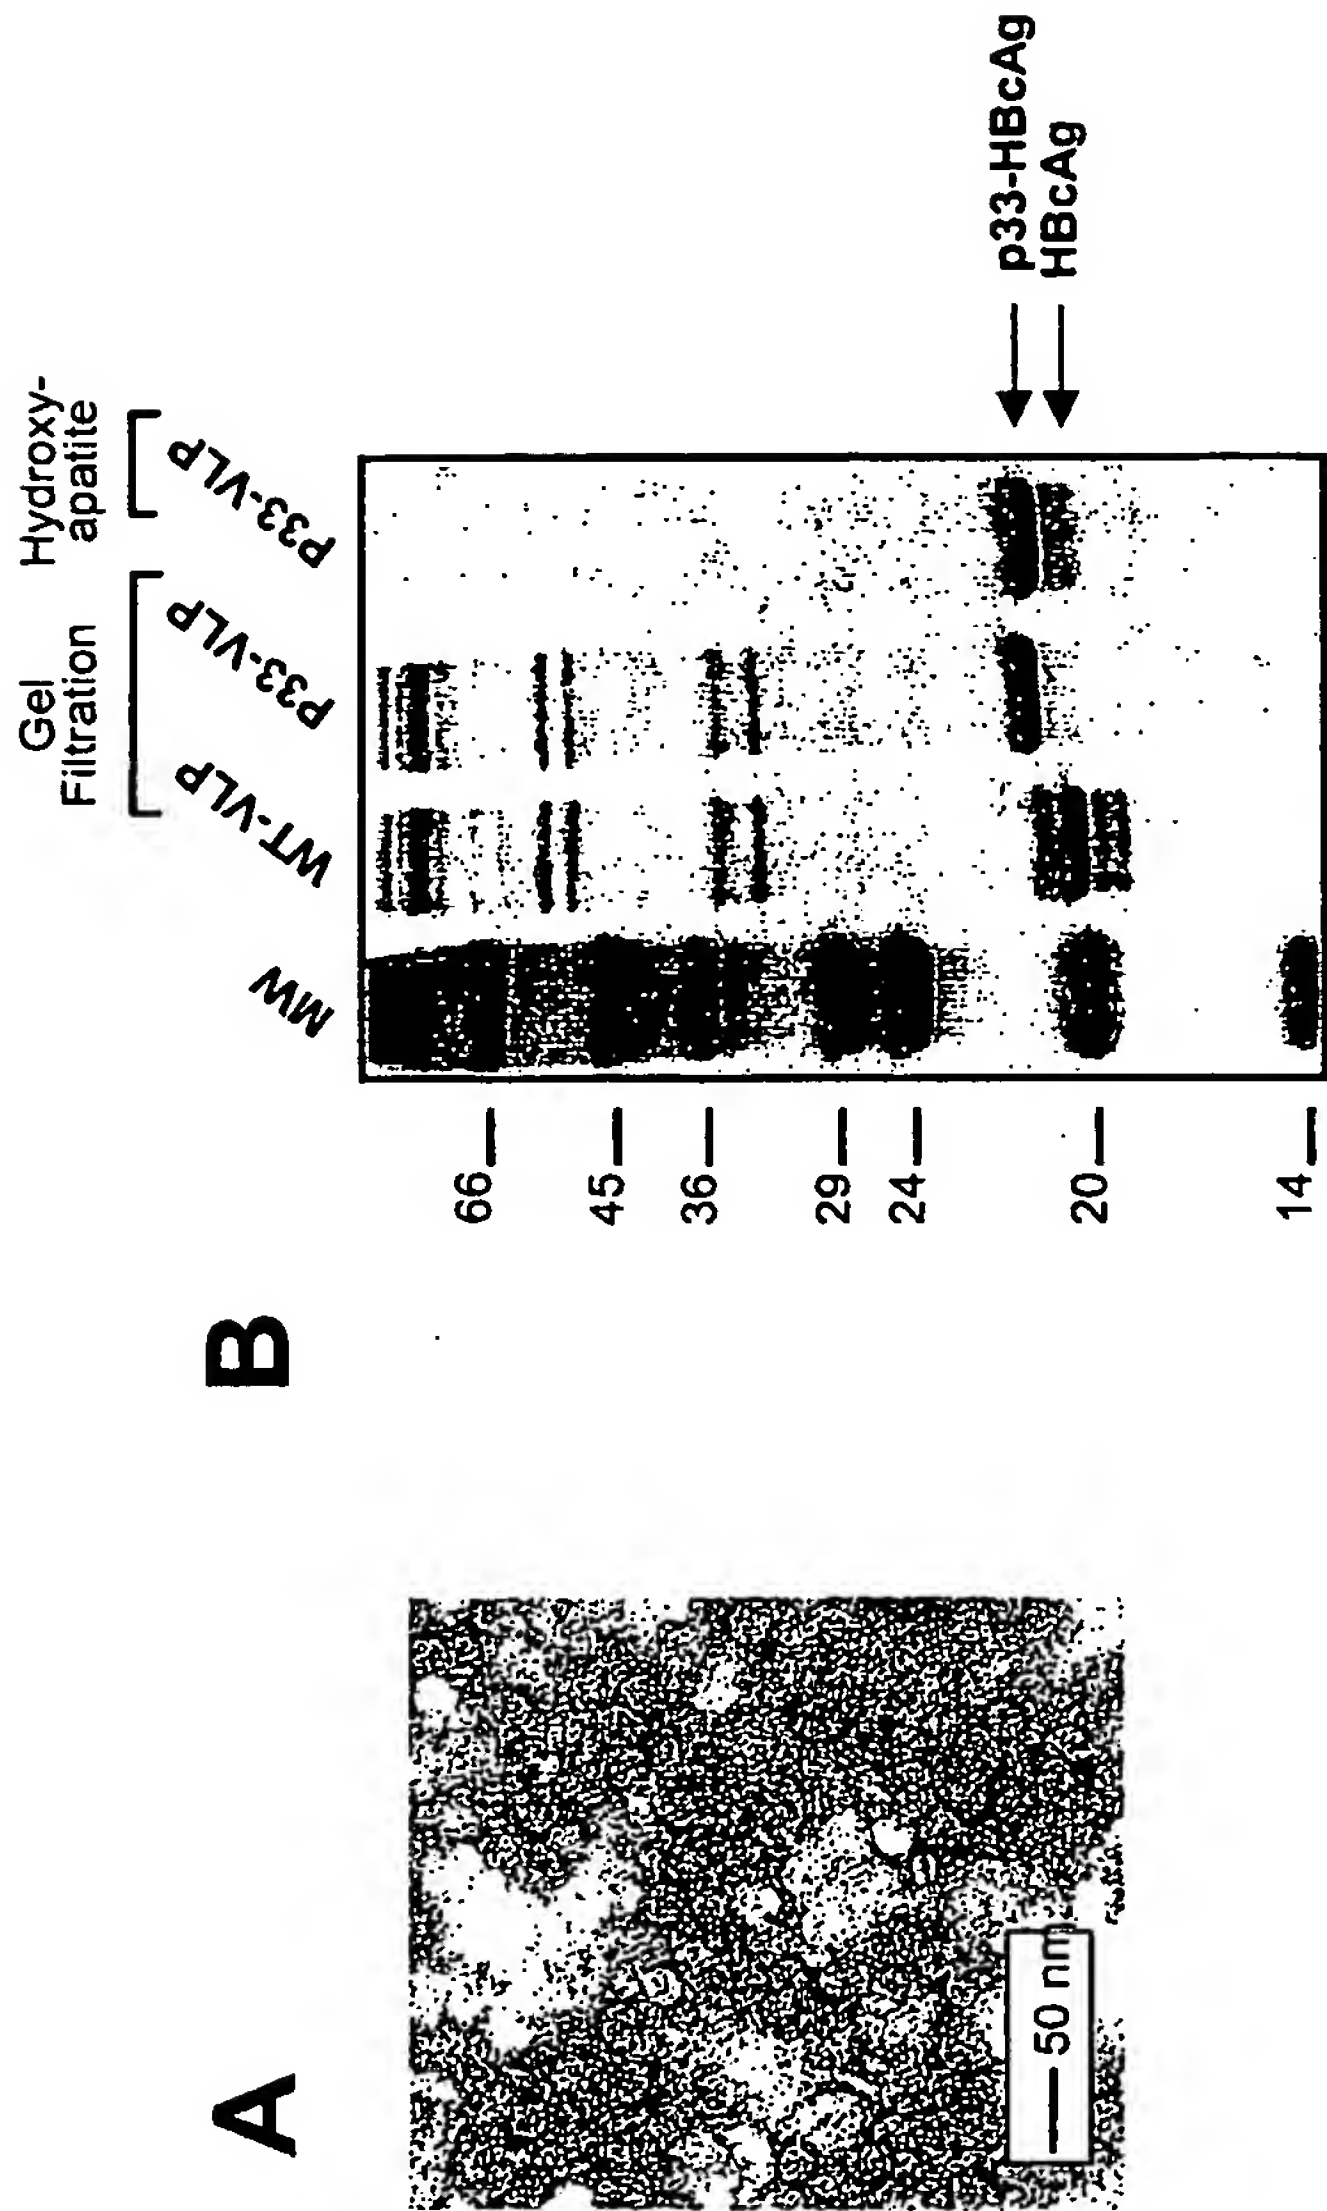 A
50 nm
B
Gel
Filtration
Hydroxy-
apatite
MW
WT-VLP
P33-VLP
P33-VLP
66
45
36
29
24
20
14
p33-HBcAg
HBcAg